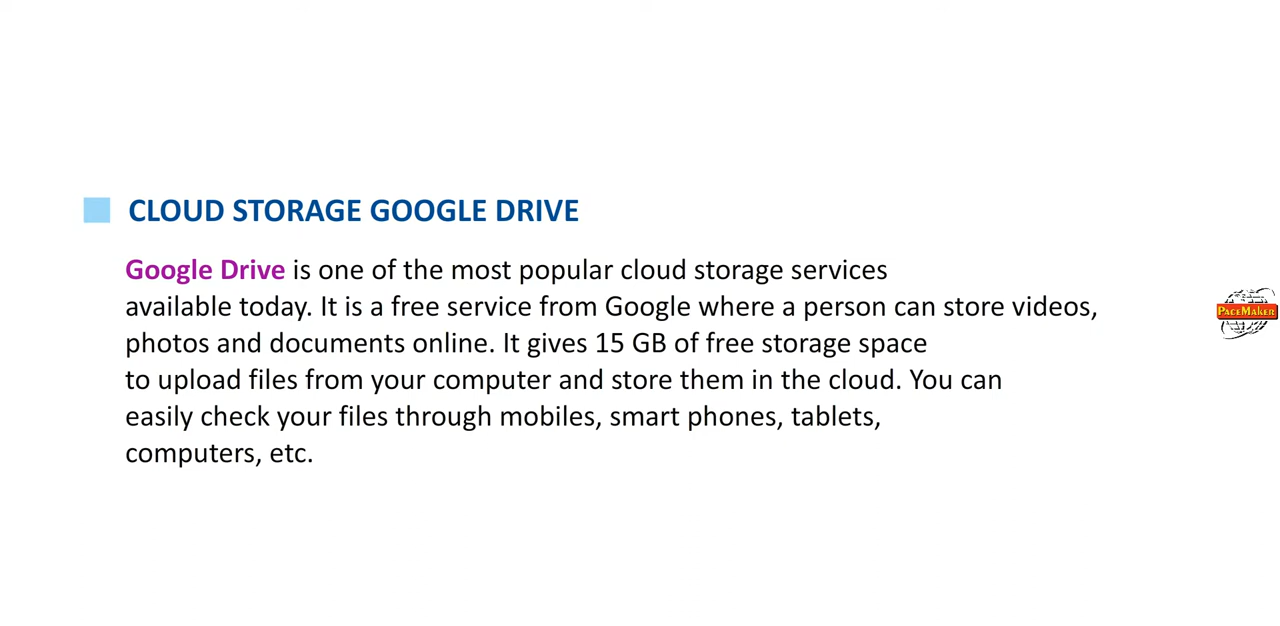 CLOUD STORAGE GOOGLE DRIVE
Google Drive is one of the most popular cloud storage services
available today. It is a free service from Google where a person can store videos,
photos and documents online. It gives 15 GB of free storage space
to upload files from your computer and store them in the cloud. You can
easily check your files through mobiles, smart phones, tablets,
computers, etc.
PACEMAKER